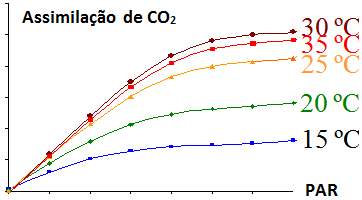 Assimilação de CO₂
30 ºC
35 ºC
25 ºC
20 ºC
15 ºC
PAR